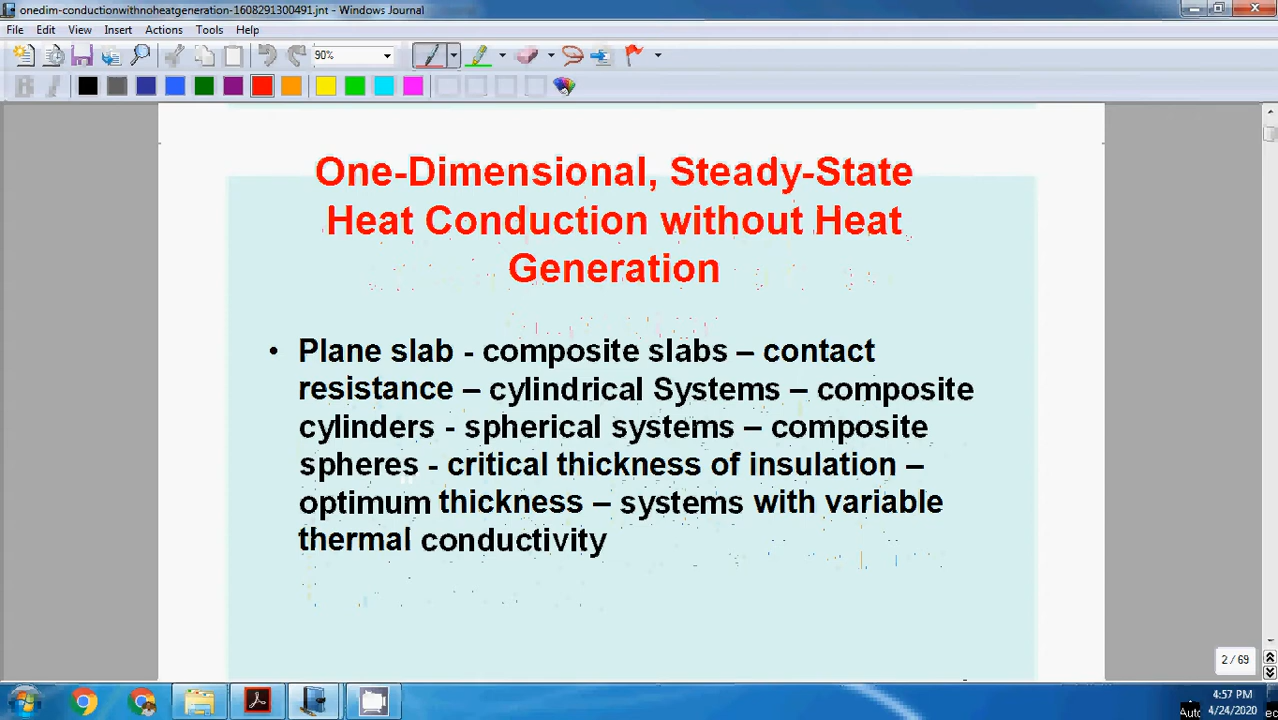 onedim-conductionwithnoheatgeneration-1608291300491.jnt - Windows Journal
File Edit View Insert Actions Tools Help
90%
One-Dimensional, Steady-State
Heat Conduction without Heat
Generation
• Plane slab - composite slabs – contact
resistance – cylindrical Systems – composite
cylinders - spherical systems – composite
spheres - critical thickness of insulation –
optimum thickness – systems with variable
thermal conductivity
2 / 69
4:57 PM
4/24/2020
Auto